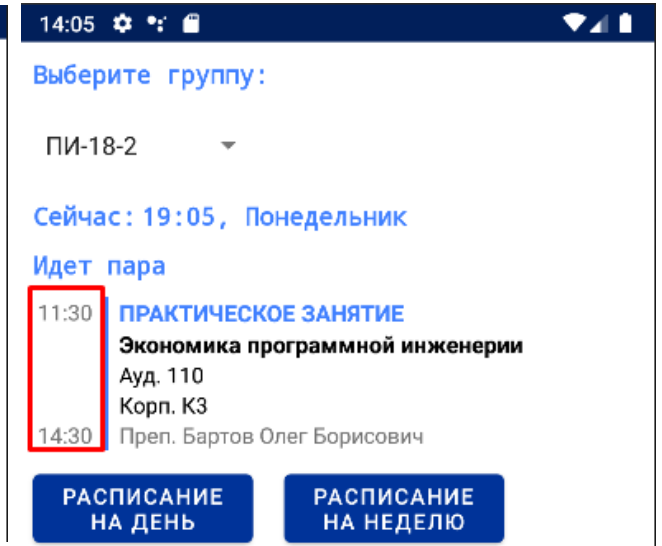 14:05
Выберите группу:
ПИ-18-2
Сейчас: 19:05, Понедельник
Идет пара
11:30 ПРАКТИЧЕСКОЕ ЗАНЯТИЕ
Экономика программной инженерии
Ауд. 110
Корп. К3
14:30 Преп. Бартов Олег Борисович
РАСПИСАНИЕ НА ДЕНЬ
РАСПИСАНИЕ НА НЕДЕЛЮ